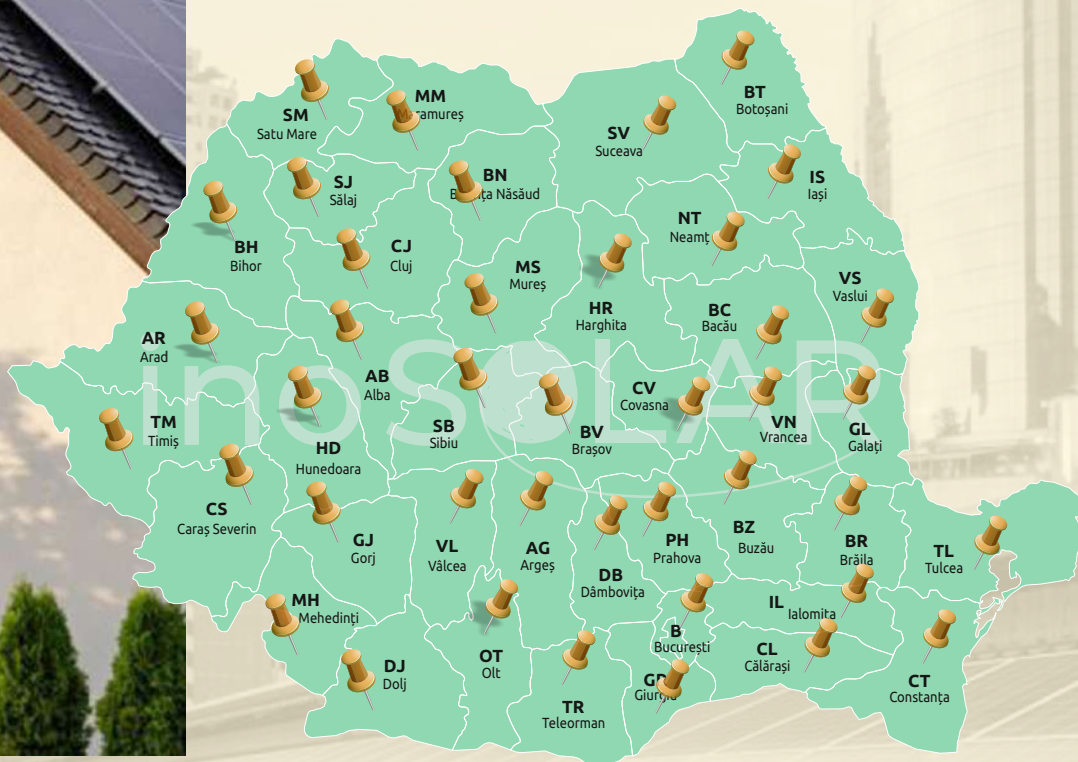 BT
Botoșani
MM
SM
Satu Mare
SV
Suceava
BN
Năsăud
SJ
Sălaj
IS
Iași
NT
Neamț
BH
Bihor
CJ
Cluj
MS
Mureș
VS
Vaslui
HR
Harghita
BC
Bacău
AR
Arad
inoSOLAR
AB
Alba
CV
Covasna
TM
Timiș
SB
Sibiu
BV
Brașov
VN
Vrancea
GL
Galați
HD
Hunedoara
CS
Caraș Severin
GJ
Gorj
VL
Vâlcea
AG
Argeș
PH
Prahova
BZ
Buzău
BR
Brăila
TL
Tulcea
DB
Dâmbovița
MH
Mehedinți
IL
Ialomita
B
București
CL
Călărași
DJ
Dolj
OT
Olt
CT
Constanța
TR
Teleorman